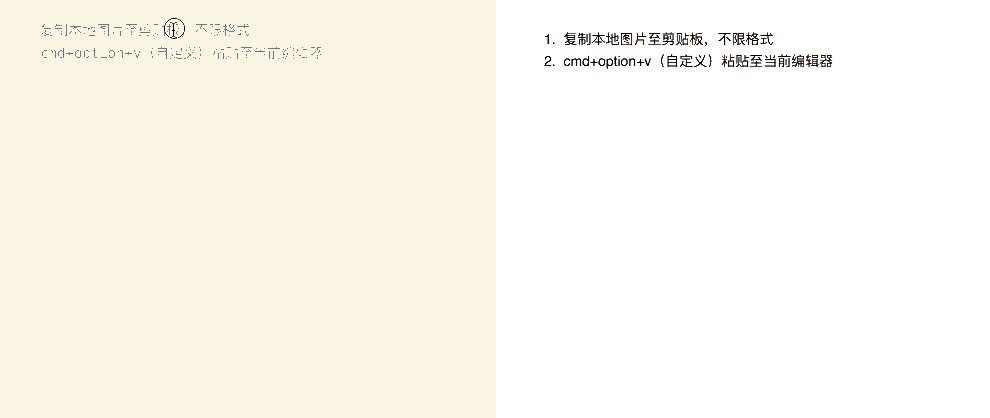 复制本地图片至剪贴板，不限格式
cmd+option+v（自定义）粘贴至当前编辑器
1. 复制本地图片至剪贴板，不限格式
2. cmd+option+v（自定义）粘贴至当前编辑器